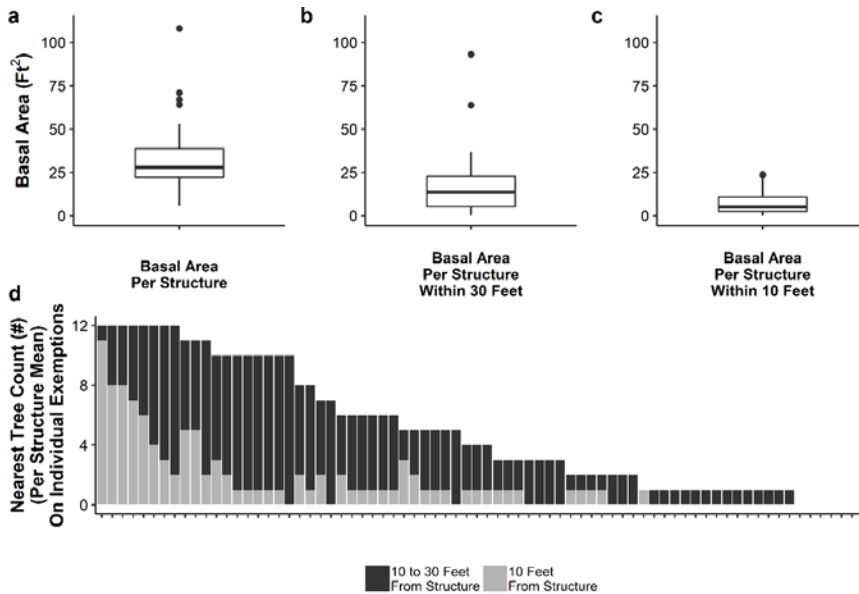 a
b
c
Basal Area (Ft²)
100
75
50
25
0
100
75
50
25
0
100
75
50
25
0
Basal Area
Per Structure
Basal Area
Per Structure
Within 30 Feet
Basal Area
Per Structure
Within 10 Feet
d
Nearest Tree Count (#)
(Per Structure Mean)
On Individual Exemptions
12
8
4
0
10 to 30 Feet
From Structure
10 Feet
From Structure